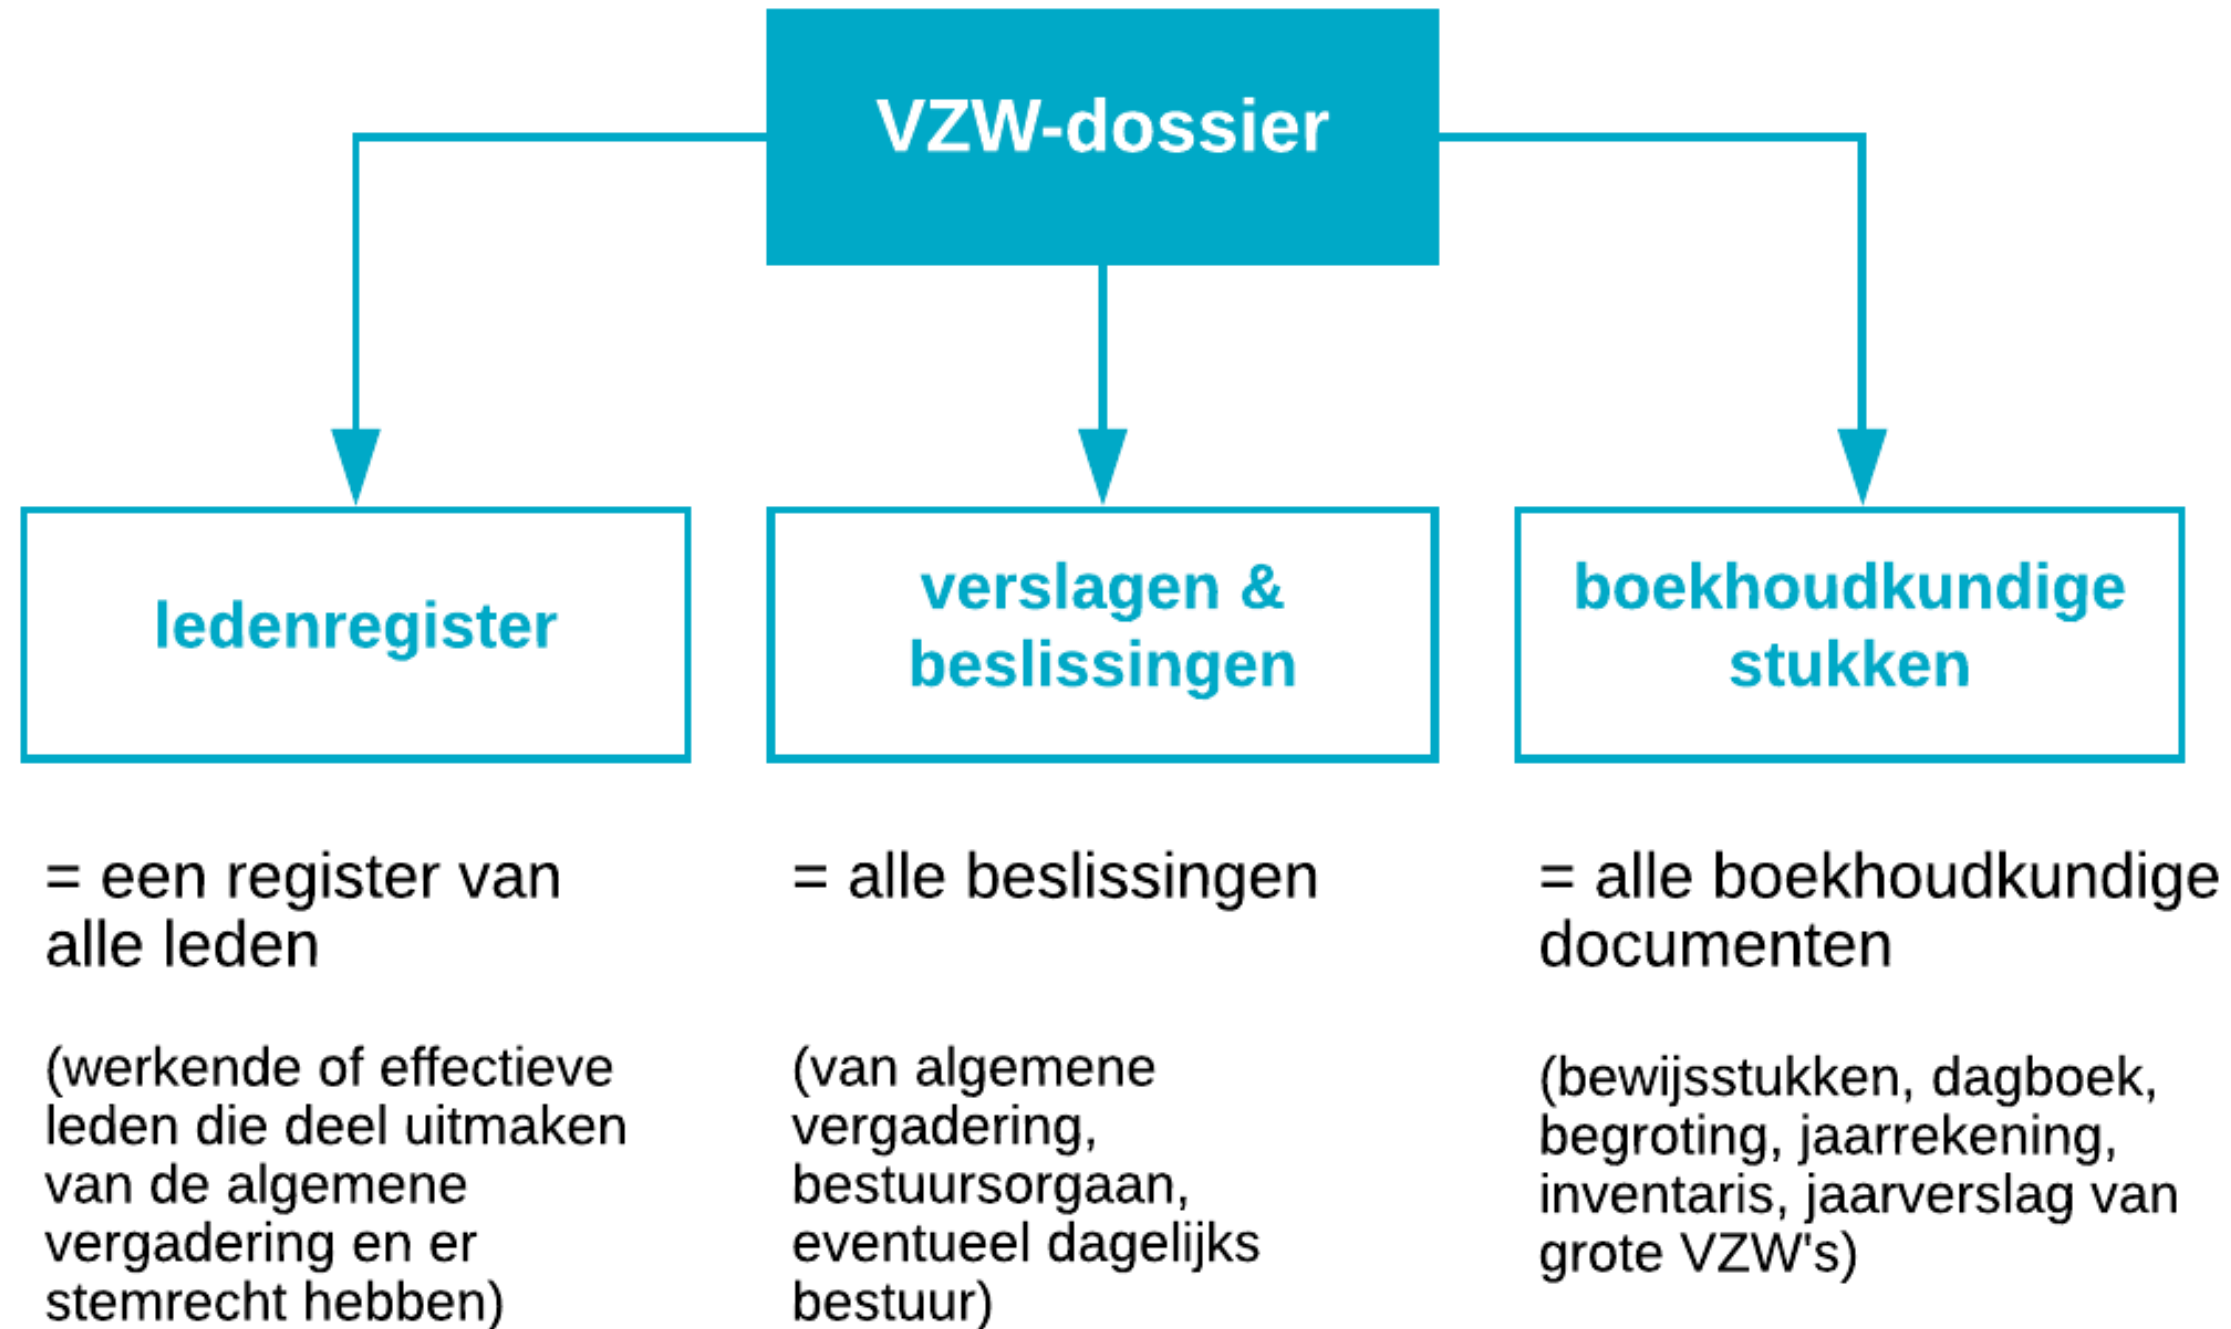 VZW-dossier
ledenregister
verslagen &
beslissingen
boekhoudkundige
stukken
= een register van
alle leden
(werkende of effectieve
leden die deel uitmaken
van de algemene
vergadering en er
stemrecht hebben)
= alle beslissingen
(van algemene
vergadering,
bestuursorgaan,
eventueel dagelijks
bestuur)
= alle boekhoudkundige
documenten
(bewijsstukken, dagboek,
begroting, jaarrekening,
inventaris, jaarverslag van
grote VZW's)